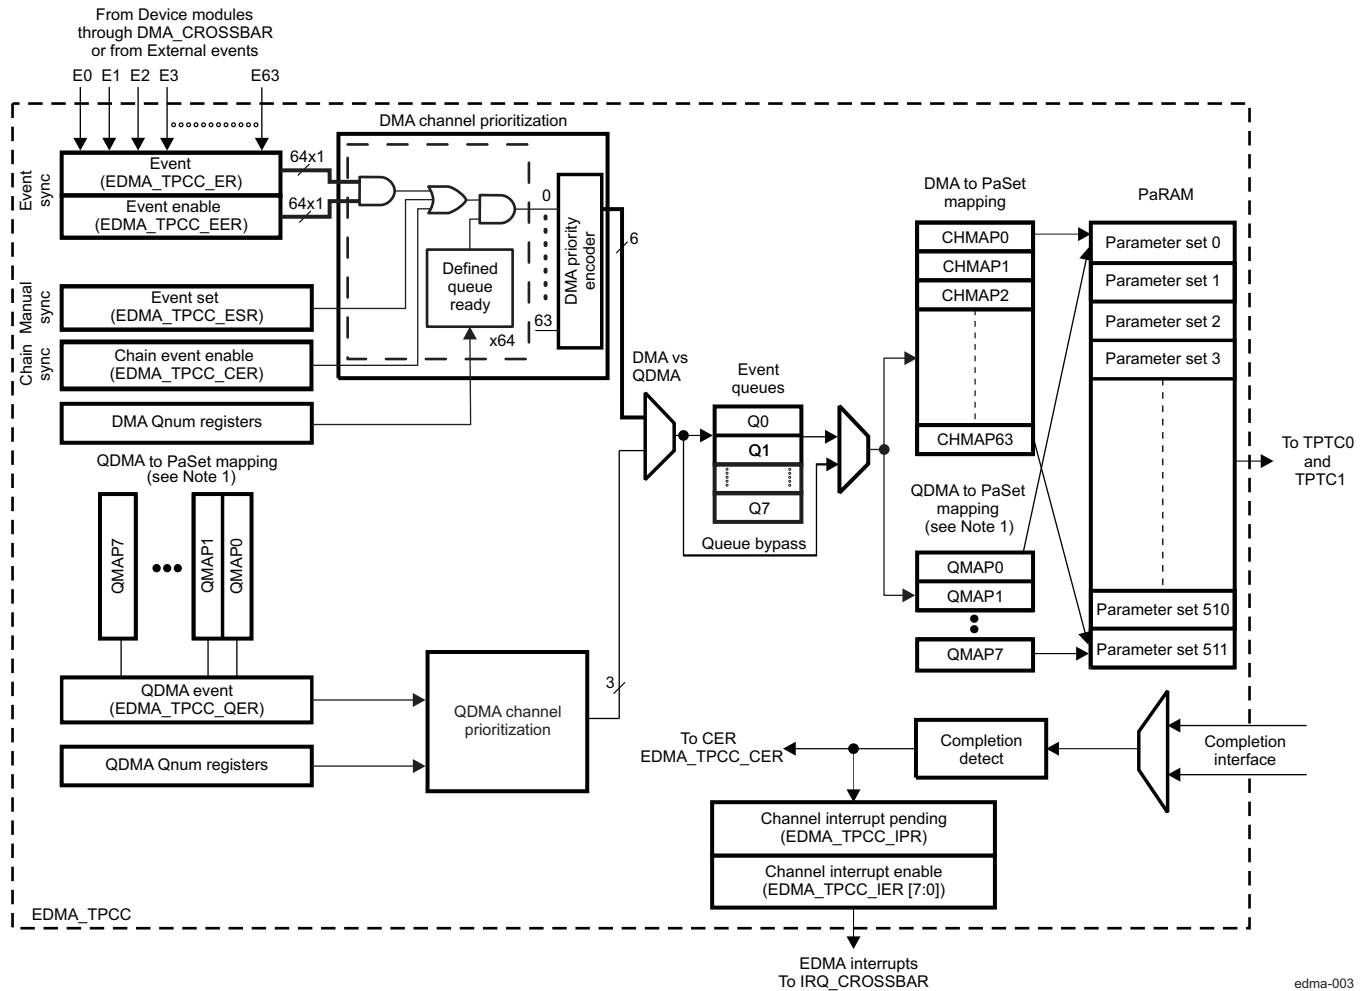 From Device modules
through DMA_CROSSBAR
or from External events
E0 E1 E2 E3 E63
DMA channel prioritization
Event
sync
Event
(EDMA_TPCC_ER)
Event enable
(EDMA_TPCC_EER)
64x1
64x1
Manual
sync
Event set
(EDMA_TPCC_ESR)
Chain
sync
Chain event enable
(EDMA_TPCC_CER)
DMA Qnum registers
Defined
queue
ready
x64
0
63
DMA priority
encoder
6
DMA vs
QDMA
Event
queues
Q0
Q1
Q7
Queue bypass
DMA to PaSet
mapping
CHMAP0
CHMAP1
CHMAP2
CHMAP63
QDMA to PaSet
mapping
(see Note 1)
QMAP0
QMAP1
QMAP7
PaRAM
Parameter set 0
Parameter set 1
Parameter set 2
Parameter set 3
Parameter set 510
Parameter set 511
To TPTC0
and
TPTC1
QDMA to PaSet mapping
(see Note 1)
QMAP7
QMAP1
QMAP0
QDMA event
(EDMA_TPCC_QER)
QDMA Qnum registers
QDMA channel
prioritization
3
To CER
EDMA_TPCC_CER
Completion
detect
Completion
interface
Channel interrupt pending
(EDMA_TPCC_IPR)
Channel interrupt enable
(EDMA_TPCC_IER [7:0])
EDMA_TPCC
EDMA interrupts
To IRQ_CROSSBAR
edma-003